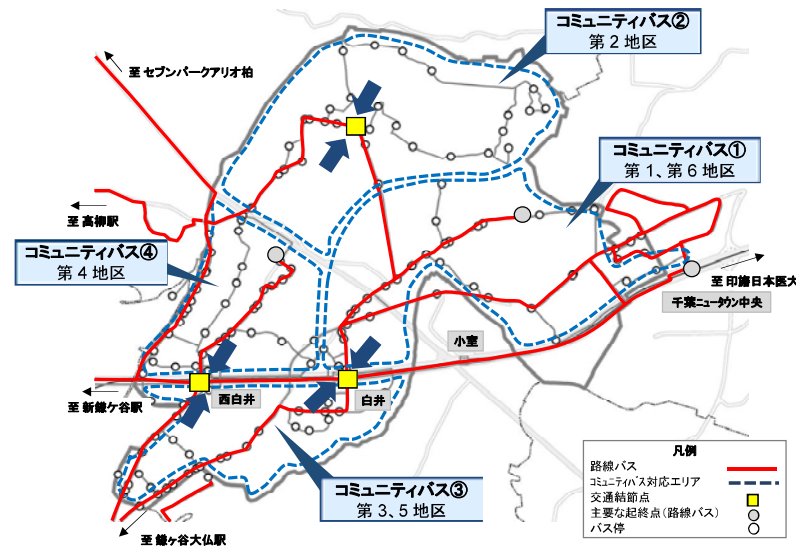 コミュニティバス②
第2地区
至 セブンパークアリオ柏
コミュニティバス①
第1、第6地区
至 高柳駅
コミュニティバス④
第4地区
至 印旛日本医大
千葉ニュータウン中央
小室
至 新鎌ケ谷駅
西白井
白井
コミュニティバス③
第3、5地区
至 鎌ヶ谷大仏駅
凡例
路線バス
コミュニティバス対応エリア
交通結節点
主要な起終点(路線バス)
バス停